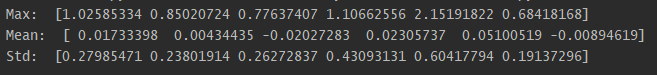 Max:  [1.02585334 0.85020724 0.77637407 1.10662556 2.15191822 0.68418168]
Mean:  [ 0.01733398  0.00434435 -0.02027283  0.02305737  0.05100519 -0.00894619]
Std:  [0.27985471 0.23801914 0.26272837 0.43093131 0.60417794 0.19137296]